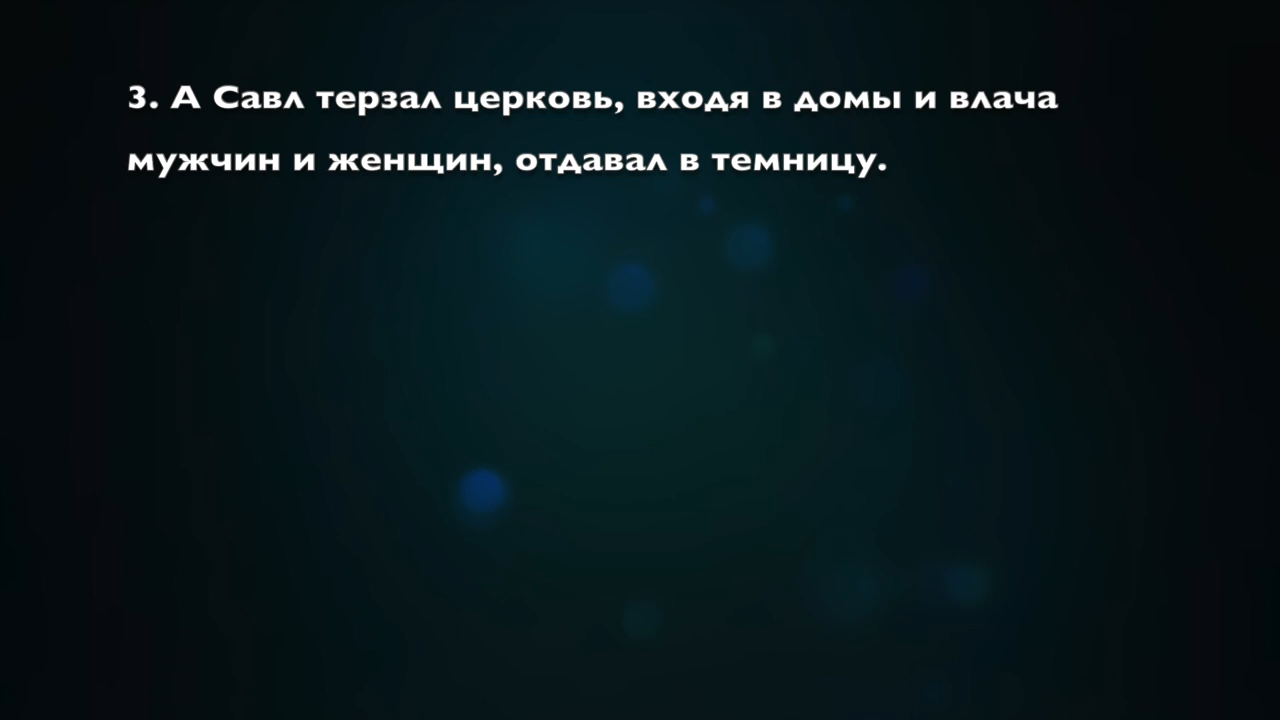 3. А Савл терзал церковь, входя в домы и влача
мужчин и женщин, отдавал в темницу.